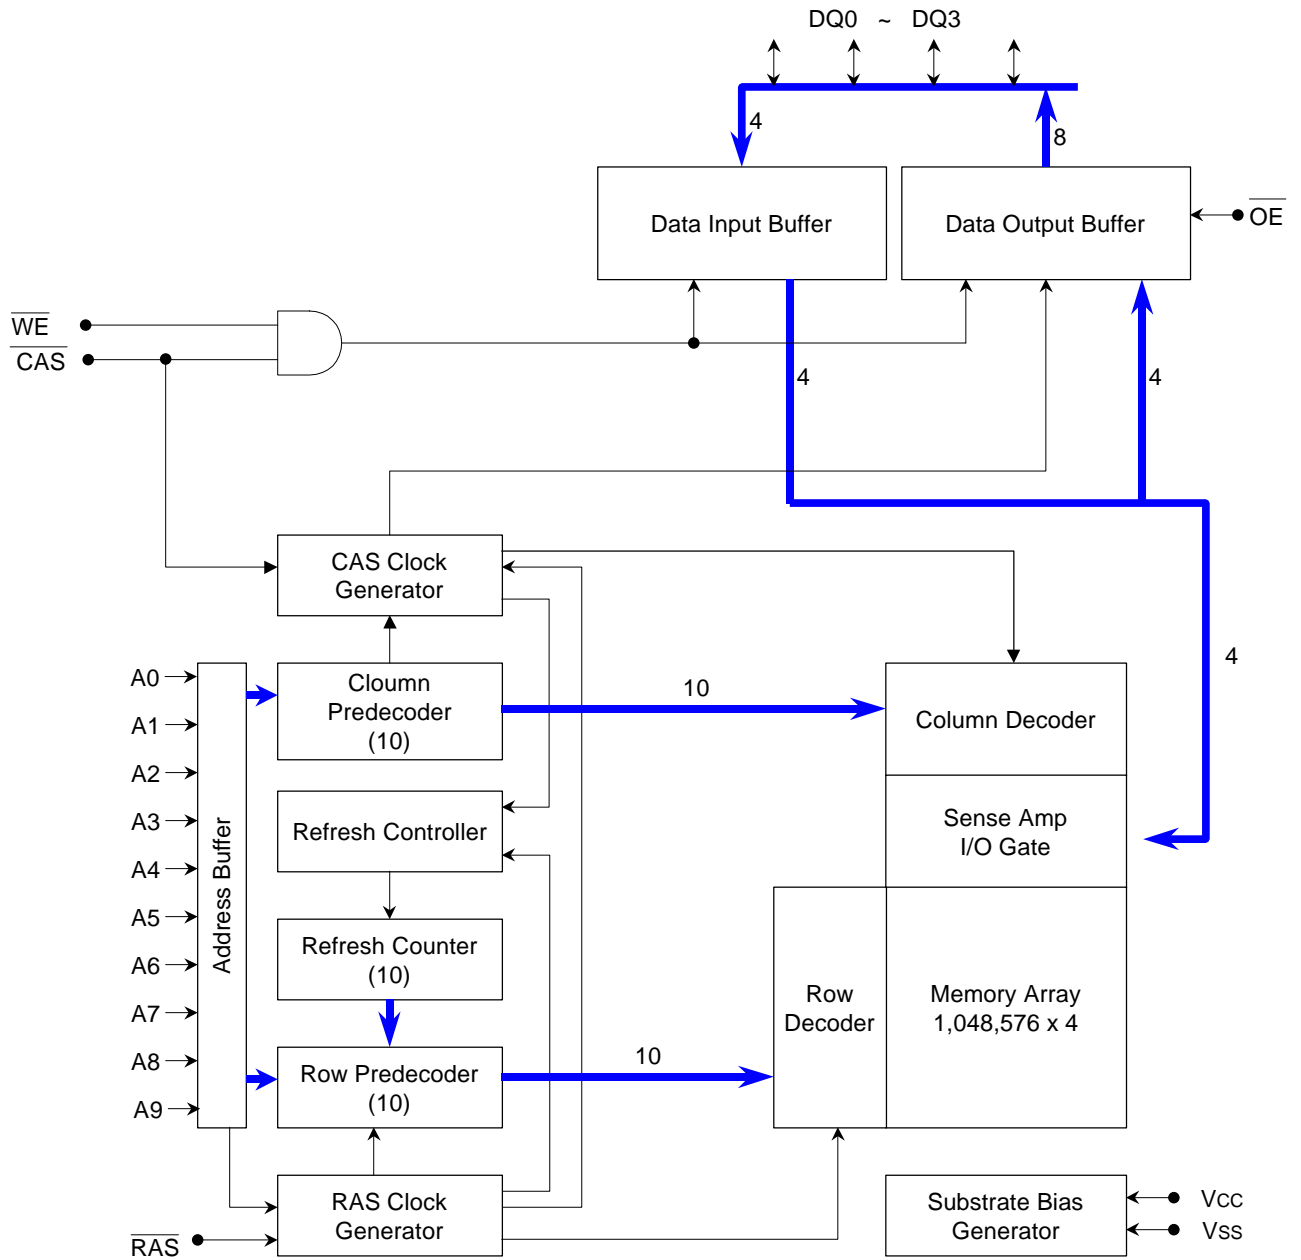 DQ0 ~ DQ3
4
8
Data Input Buffer
Data Output Buffer
OE
WE
CAS
4
4
CAS Clock
Generator
4
A0
A1
A2
A3
A4
A5
A6
A7
A8
A9
Address Buffer
Cloumn
Predecoder
(10)
10
Column Decoder
Refresh Controller
Sense Amp
I/O Gate
Refresh Counter
(10)
Row
Decoder
Memory Array
1,048,576 x 4
Row Predecoder
(10)
10
RAS Clock
Generator
RAS
Substrate Bias
Generator
Vcc
Vss